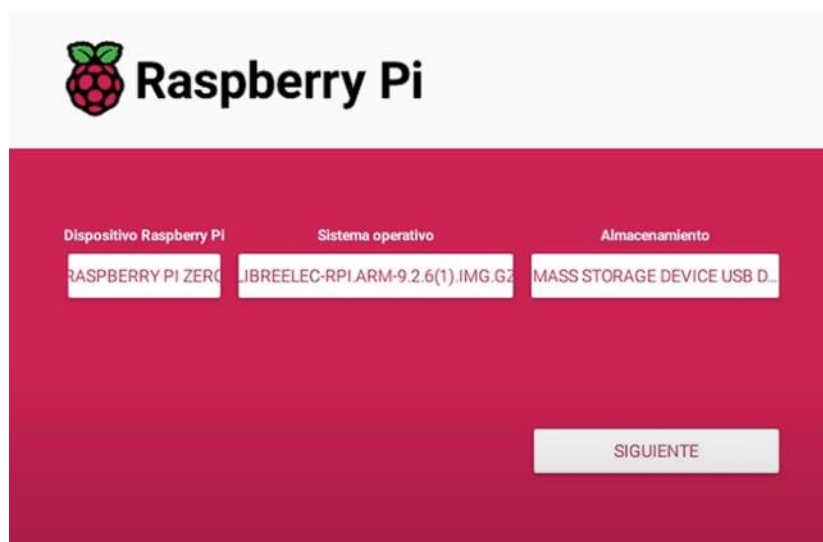 Raspberry Pi
Dispositivo Raspberry Pi Sistema operativo Almacenamiento
RASPBERRY PI ZERO LIBREELEC-RPI.ARM-9.2.6(1).IMG.GZ MASS STORAGE DEVICE USB D...
SIGUIENTE